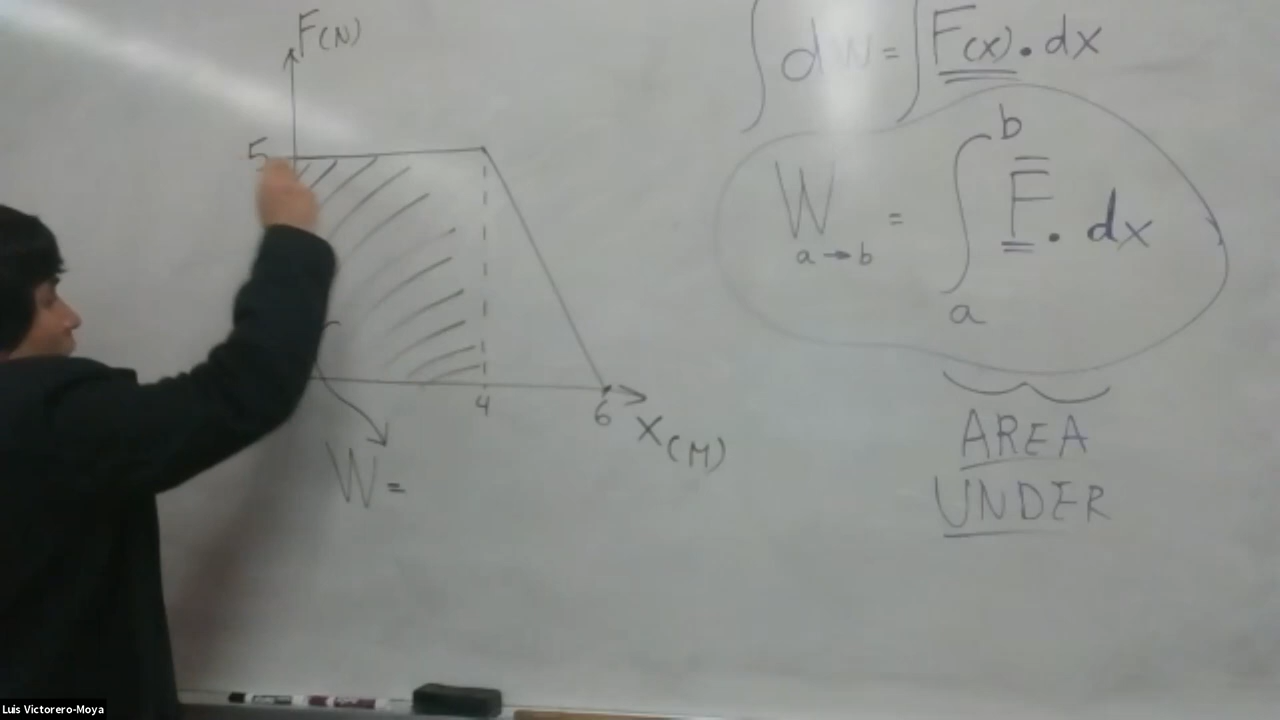 F(N)
5
4
6
X(M)
W=
∫dW=∫F(x).dx
b
W = ∫ F . dx
a→b
a
AREA
UNDER
Luis Victorero-Moya